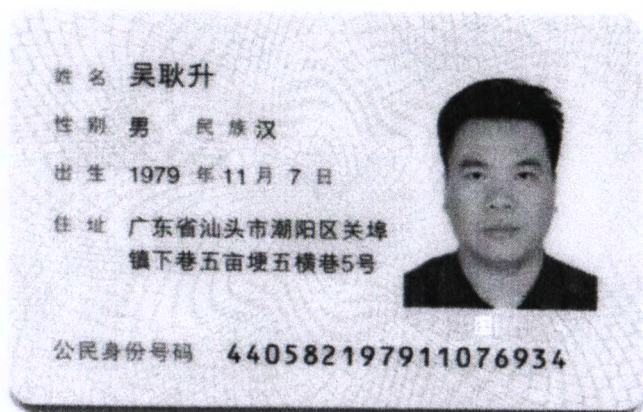 姓名 吴耿升
性别 男 民族 汉
出生 1979 年 11 月 7 日
住址 广东省汕头市潮阳区关埠
镇下巷五亩埂五横巷5号
公民身份号码 440582197911076934